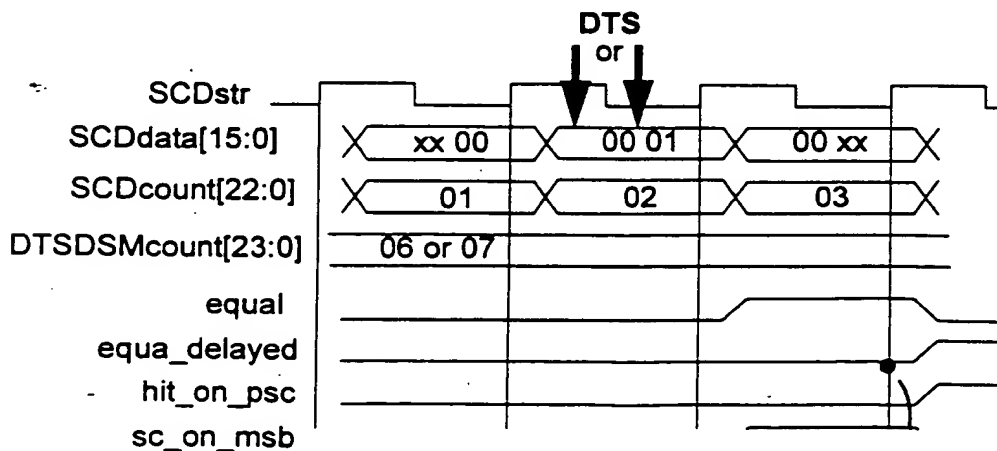 DTS
or
SCDstr
SCDdata[15:0] xx 00 00 01 00 xx
SCDcount[22:0] 01 02 03
DTSDSMcount[23:0] 06 or 07
equal
equa_delayed
hit_on_psc
sc_on_msb